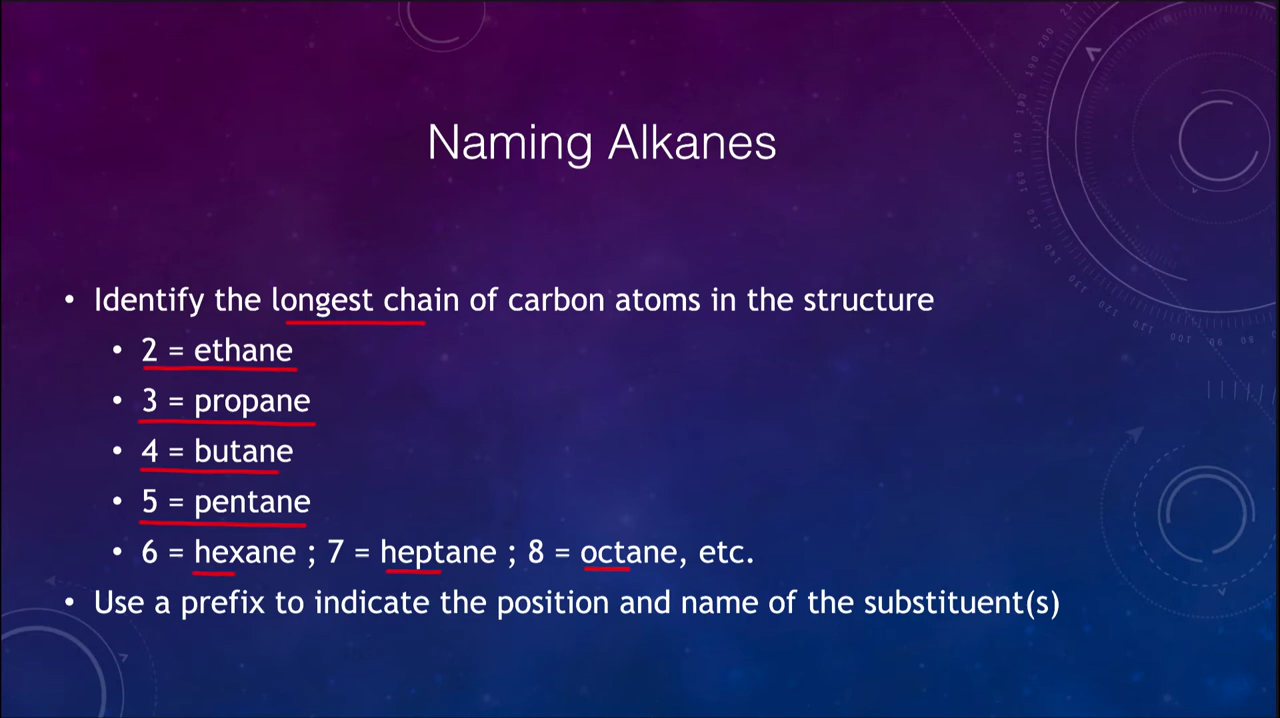 Naming Alkanes
• Identify the longest chain of carbon atoms in the structure
• 2 = ethane
• 3 = propane
• 4 = butane
• 5 = pentane
• 6 = hexane ; 7 = heptane ; 8 = octane, etc.
• Use a prefix to indicate the position and name of the substituent(s)